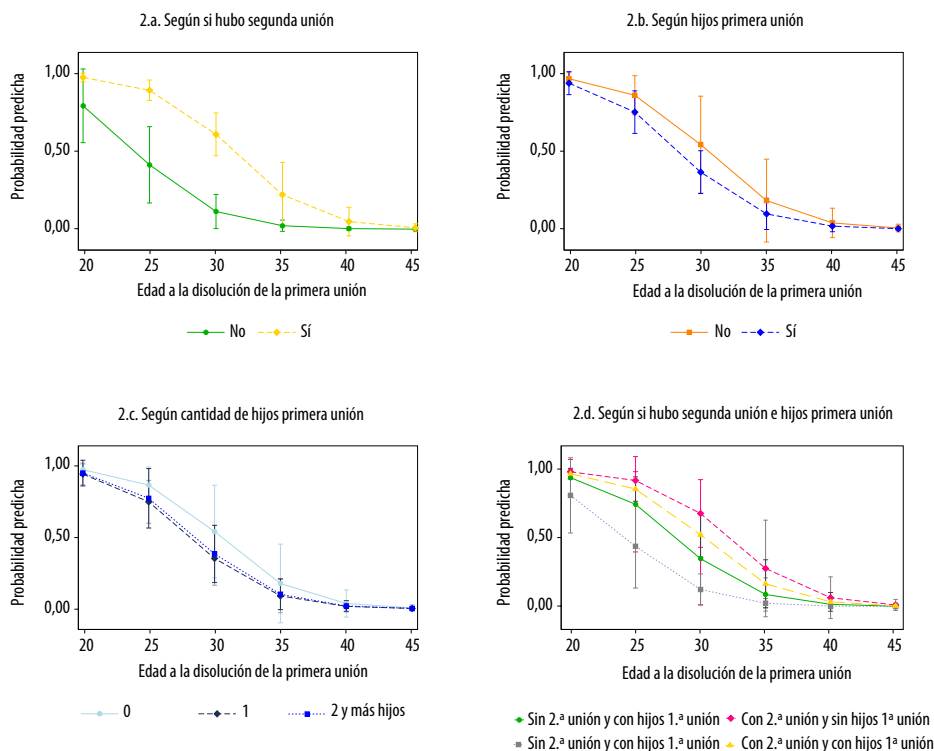 2.a. Según si hubo segunda unión
Probabilidad predicha
1,00
0,50
0,00
20 25 30 35 40 45
Edad a la disolución de la primera unión
No Sí
2.b. Según hijos primera unión
Probabilidad predicha
1,00
0,50
0,00
20 25 30 35 40 45
Edad a la disolución de la primera unión
No Sí
2.c. Según cantidad de hijos primera unión
Probabilidad predicha
1,00
0,50
0,00
20 25 30 35 40 45
Edad a la disolución de la primera unión
0 1 2 y más hijos
2.d. Según si hubo segunda unión e hijos primera unión
Probabilidad predicha
1,00
0,50
0,00
20 25 30 35 40 45
Edad a la disolución de la primera unión
Sin 2.ª unión y con hijos 1.ª unión Con 2.ª unión y sin hijos 1ª unión
Sin 2.ª unión y con hijos 1.ª unión Con 2.ª unión y con hijos 1ª unión